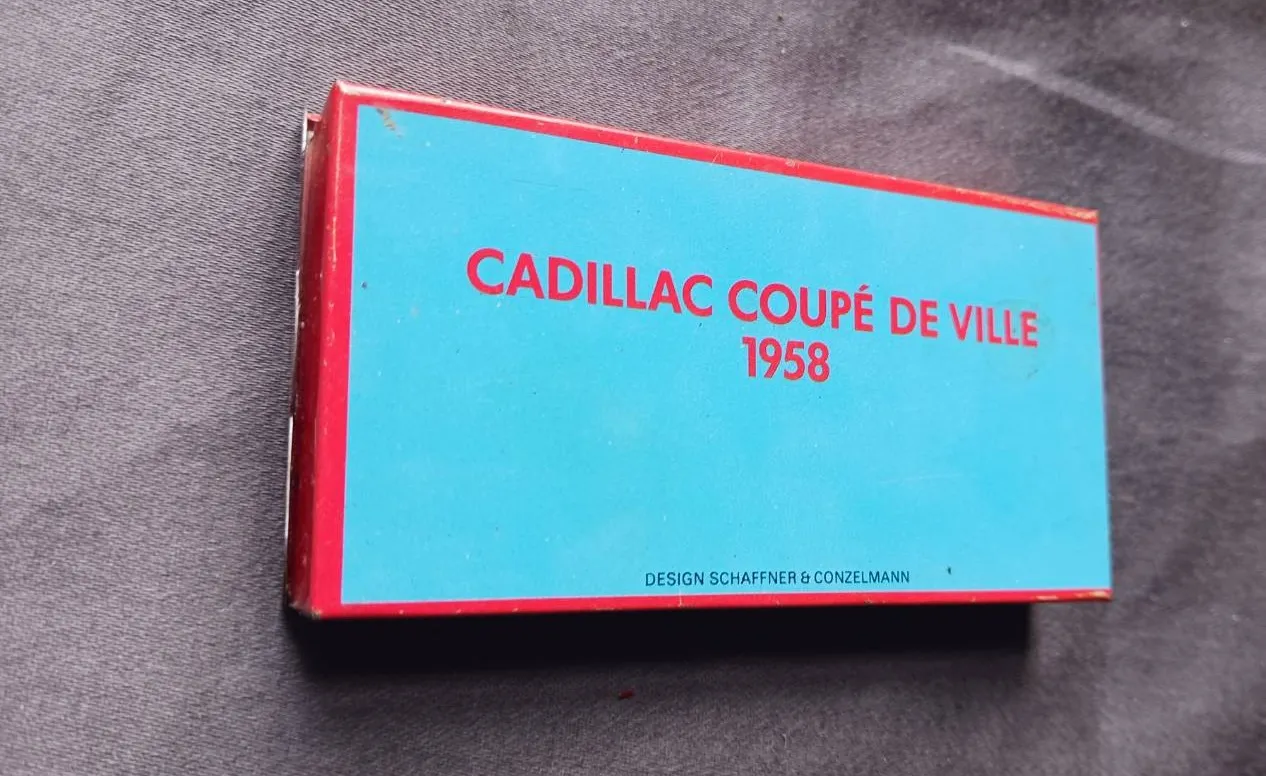 CADILLAC COUPÉ DE VILLE
1958
DESIGN SCHAFFNER & CONZELMANN